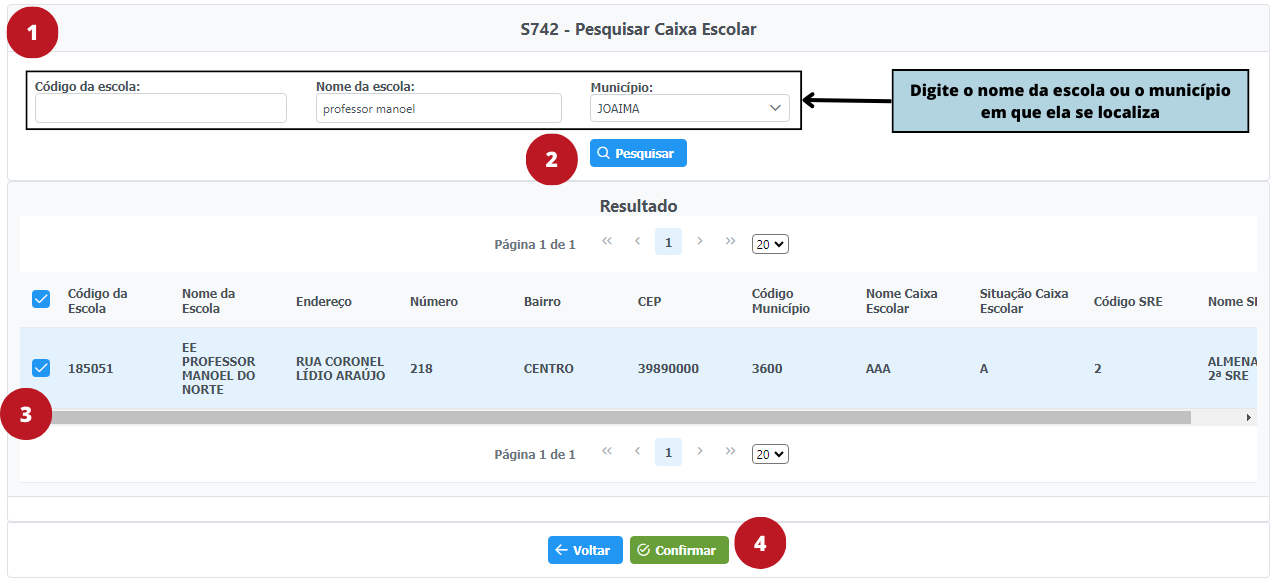 1
S742 - Pesquisar Caixa Escolar
Código da escola:
Nome da escola:
Município:
professor manoel
JOAIMA
Digite o nome da escola ou o município
em que ela se localiza
2
Pesquisar
Resultado
Página 1 de 1
1
20
Código da
Escola
Nome da
Escola
Endereço
Número
Bairro
CEP
Código
Município
Nome Caixa
Escolar
Situação Caixa
Escolar
Código SRE
Nome
185051
EE
PROFESSOR
MANOEL DO
NORTE
RUA CORONEL
LÍDIO ARAÚJO
218
CENTRO
39890000
3600
AAA
A
2
ALMENA
2ª SRE
3
Página 1 de 1
1
20
Voltar
Confirmar
4